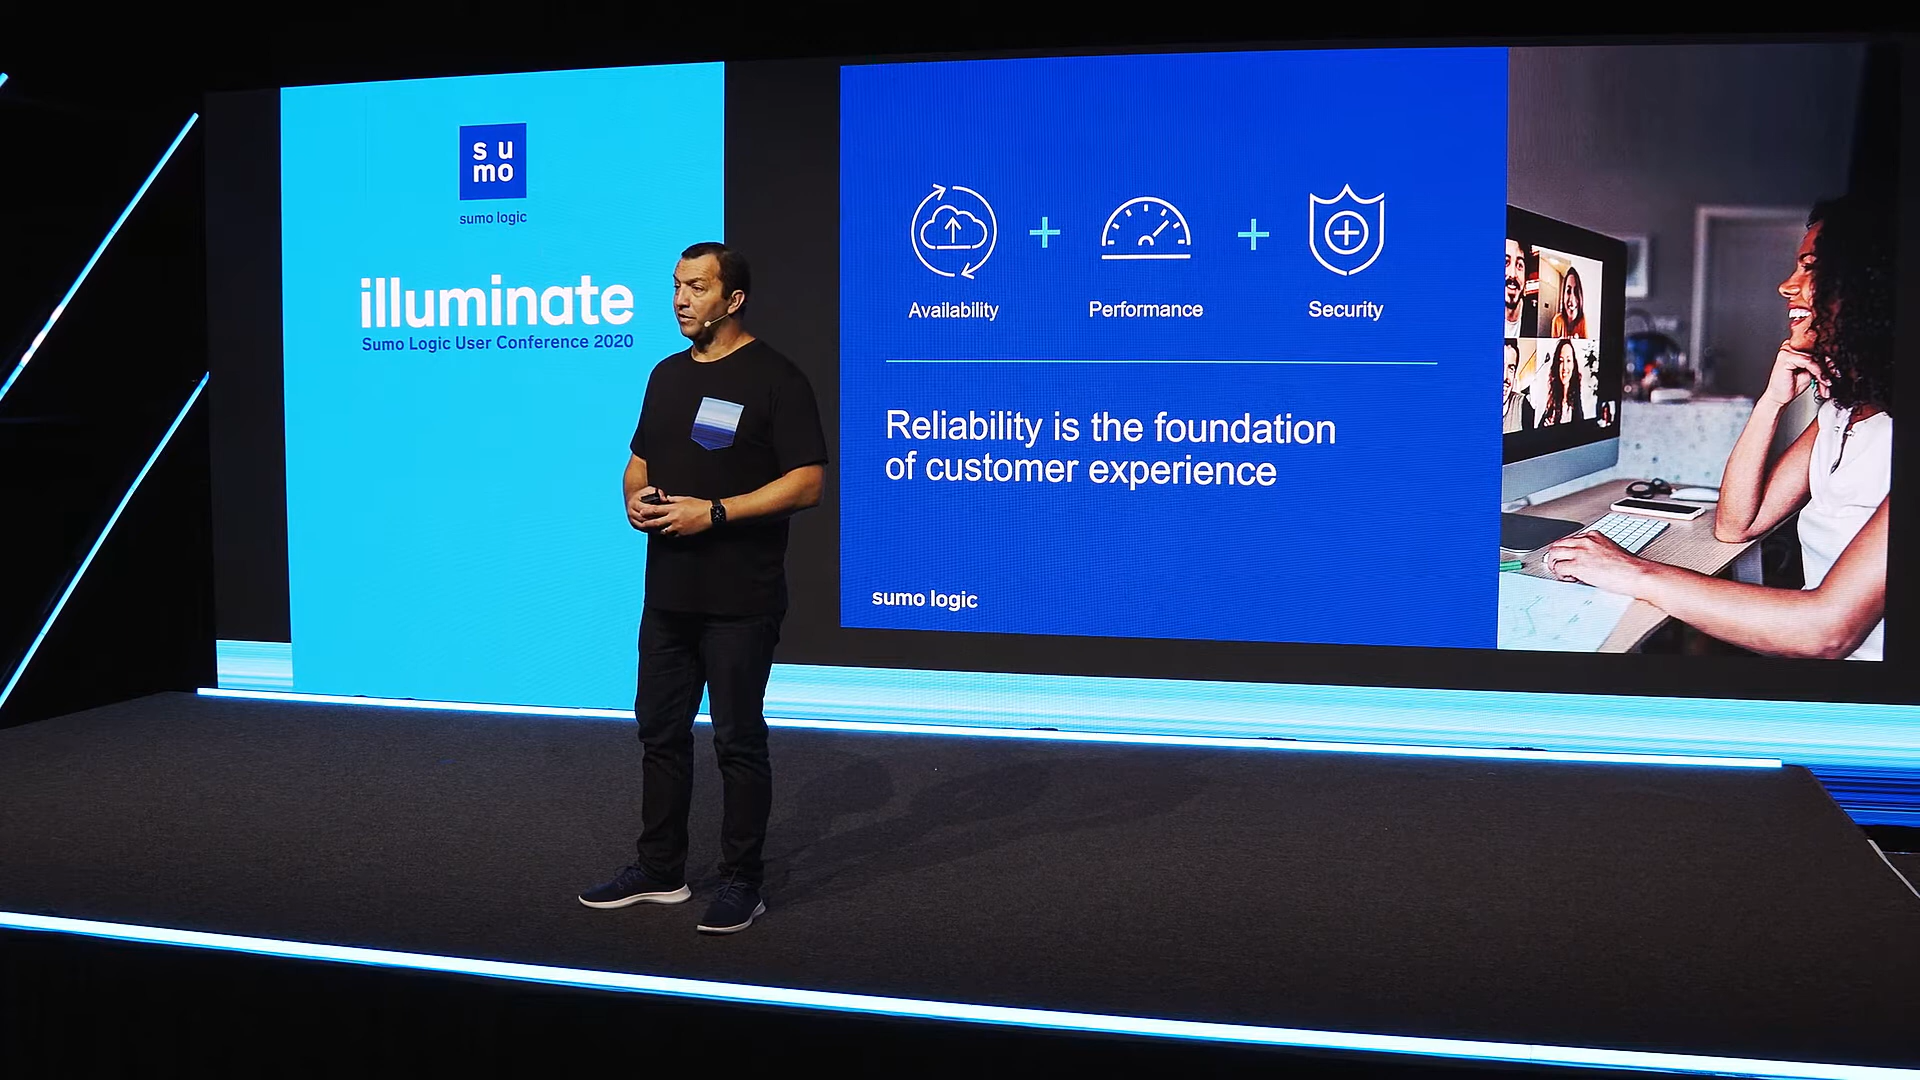 su
mo
sumo logic
illuminate
Sumo Logic User Conference 2020
Availability
Performance
Security
Reliability is the foundation
of customer experience
sumo logic